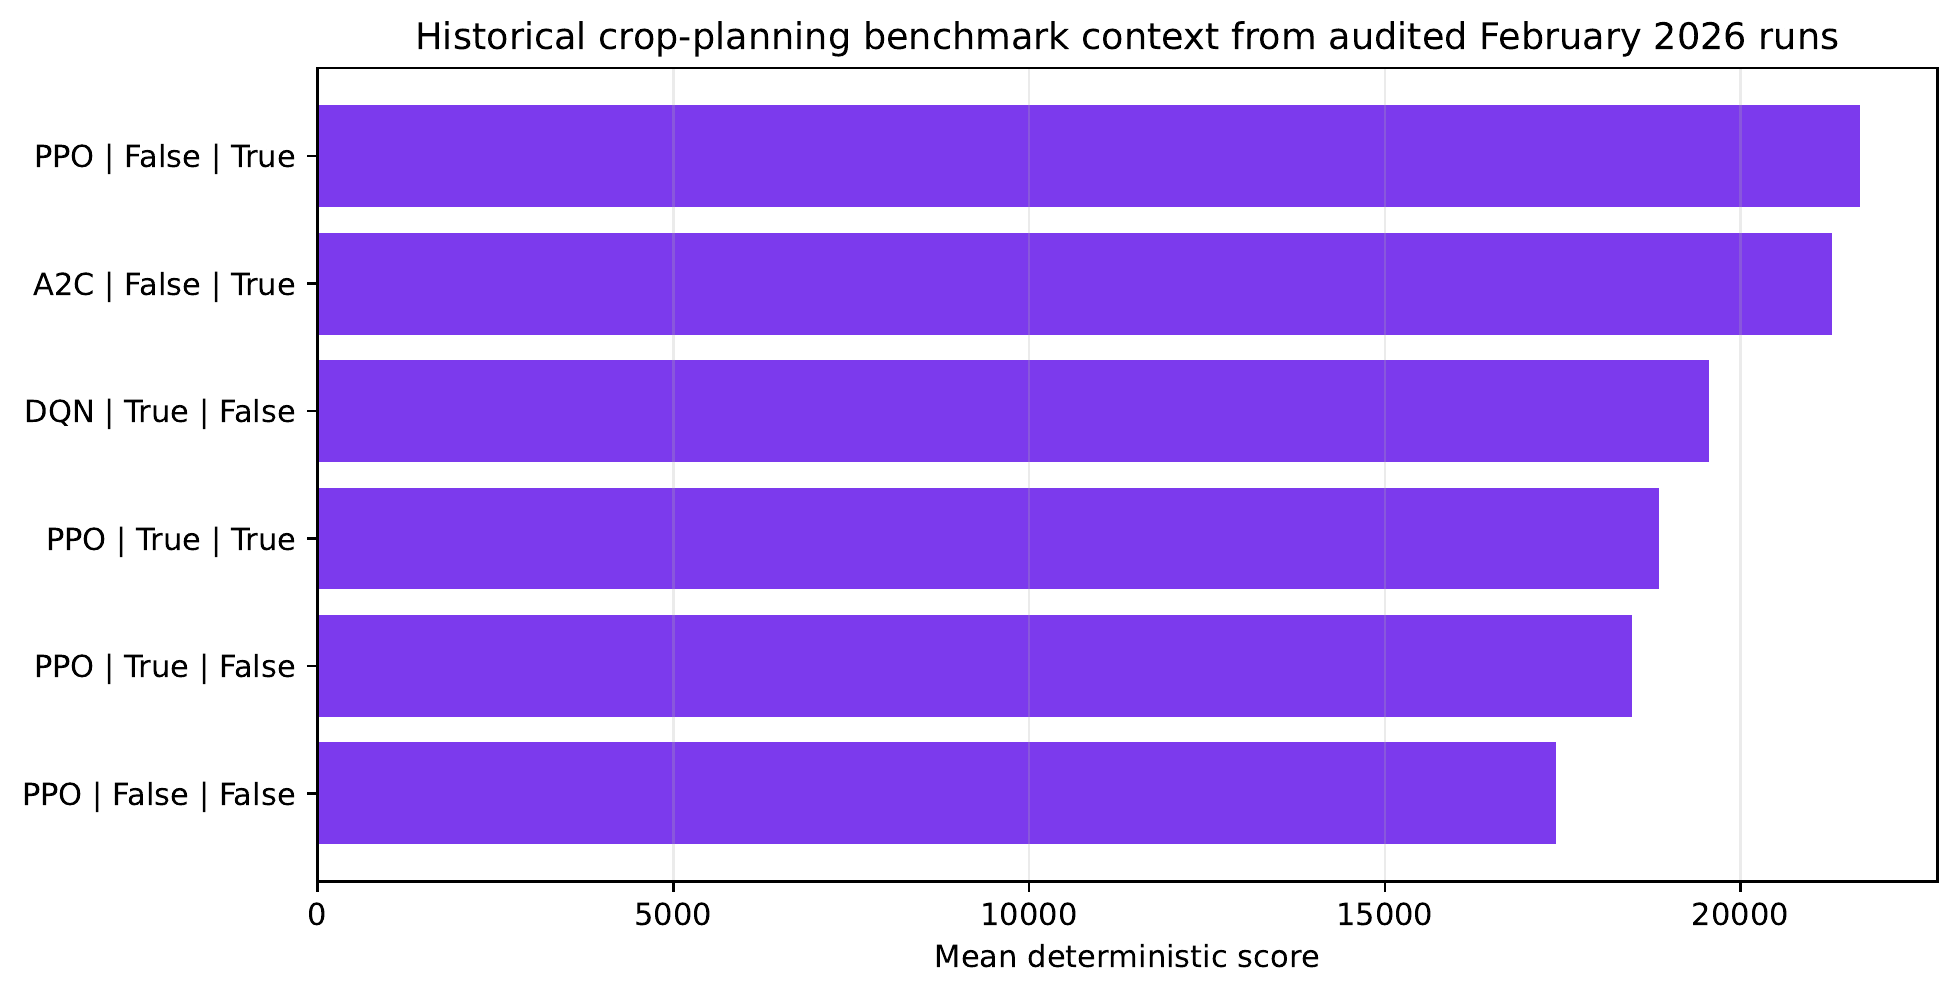 Historical crop-planning benchmark context from audited February 2026 runs
PPO | False | True
A2C | False | True
DQN | True | False
PPO | True | True
PPO | True | False
PPO | False | False
0 5000 10000 15000 20000
Mean deterministic score